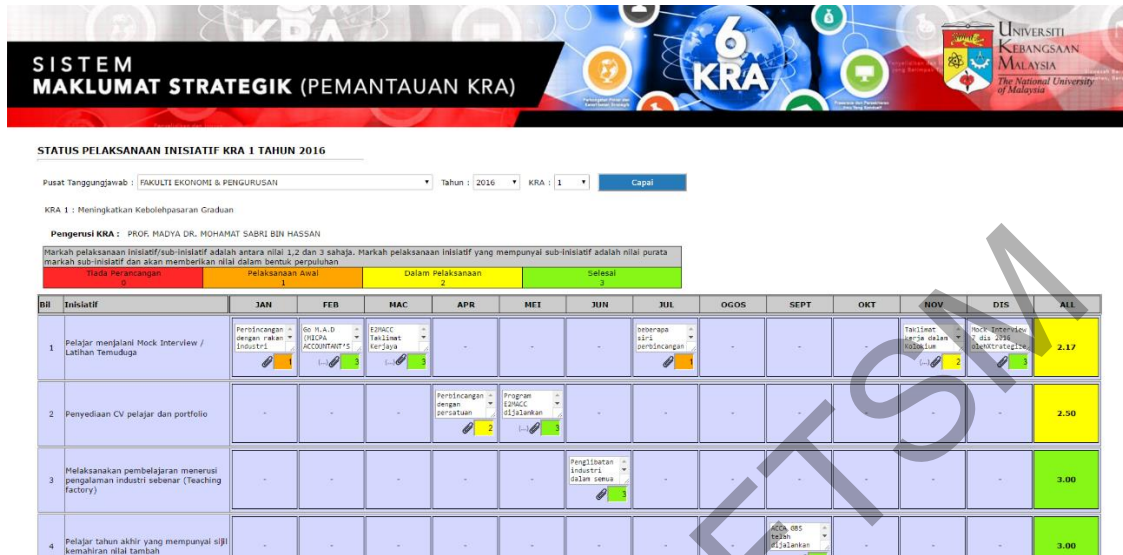 SISTEM
MAKLUMAT STRATEGIK (PEMANTAUAN KRA)
6
KRA
UNIVERSITI
KEBANGSAAN
MALAYSIA
The National University
of Malaysia
STATUS PELAKSANAAN INISIATIF KRA 1 TAHUN 2016
Pusat Tanggungjawab : FAKULTI EKONOMI & PENGURUSAN Tahun : 2016 KRA : 1 Capai
KRA 1 : Meningkatkan Kebolehpasaran Graduan
Pengerusi KRA : PROF. MADYA DR. MOHAMAT SABRI BIN HASSAN
Markah pelaksanaan inisiatif/sub-inisiatif adalah antara nilai 1,2 dan 3 sahaja. Markah pelaksanaan inisiatif yang mempunyai sub-inisiatif adalah nilai purata
markah sub-inisiatif dan akan memberikan nilai dalam bentuk perpuluhan
Tiada Perancangan Pelaksanaan Awal Dalam Pelaksanaan Selesai
0 1 2 3
Bil Inisiatif JAN FEB MAC APR MEI JUN JUL OGOS SEPT OKT NOV DIS ALL
Perbincangan Go M.A.D E2MACC beberapa Taklimat Mock Interview
1 Pelajar menjalani Mock Interview / dengan rakan (MICPA Taklimat - - - siri - - - kerja dalam 7 dis 2016 2.17
Latihan Temuduga industri ACCOUNTANT'S Kerjaya perbincangan Kolokium olehXtrategize
1 (...) 3 (...) 3 1 (...) 2 3
Perbincangan Program
2 Penyediaan CV pelajar dan portfolio - - - dengan E2MACC - - - - - - - 2.50
persatuan dijalankan
2 (...) 3
Melaksanakan pembelajaran menerusi Penglibatan
3 pengalaman industri sebenar (Teaching - - - - - industri - - - - - - 3.00
factory) dalam semua
3
ACCA GBS
4 Pelajar tahun akhir yang mempunyai sijil - - - - - - - - telah - - - 3.00
kemahiran nilai tambah dijalankan
FTSM